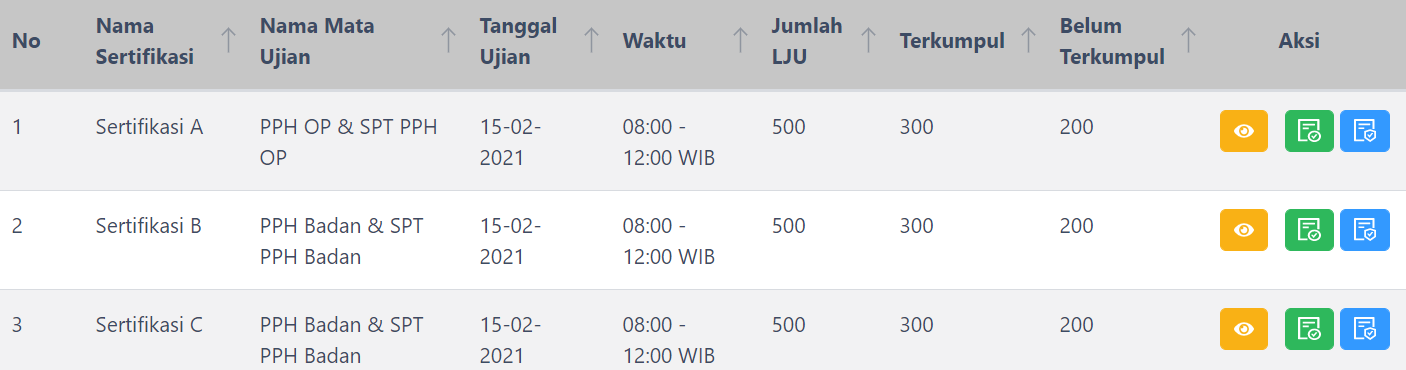 No Nama Sertifikasi Nama Mata Ujian Tanggal Ujian Waktu Jumlah LJU Terkumpul Belum Terkumpul Aksi
1 Sertifikasi A PPH OP & SPT PPH OP 15-02-2021 08:00 - 12:00 WIB 500 300 200
2 Sertifikasi B PPH Badan & SPT PPH Badan 15-02-2021 08:00 - 12:00 WIB 500 300 200
3 Sertifikasi C PPH Badan & SPT PPH Badan 15-02-2021 08:00 - 12:00 WIB 500 300 200